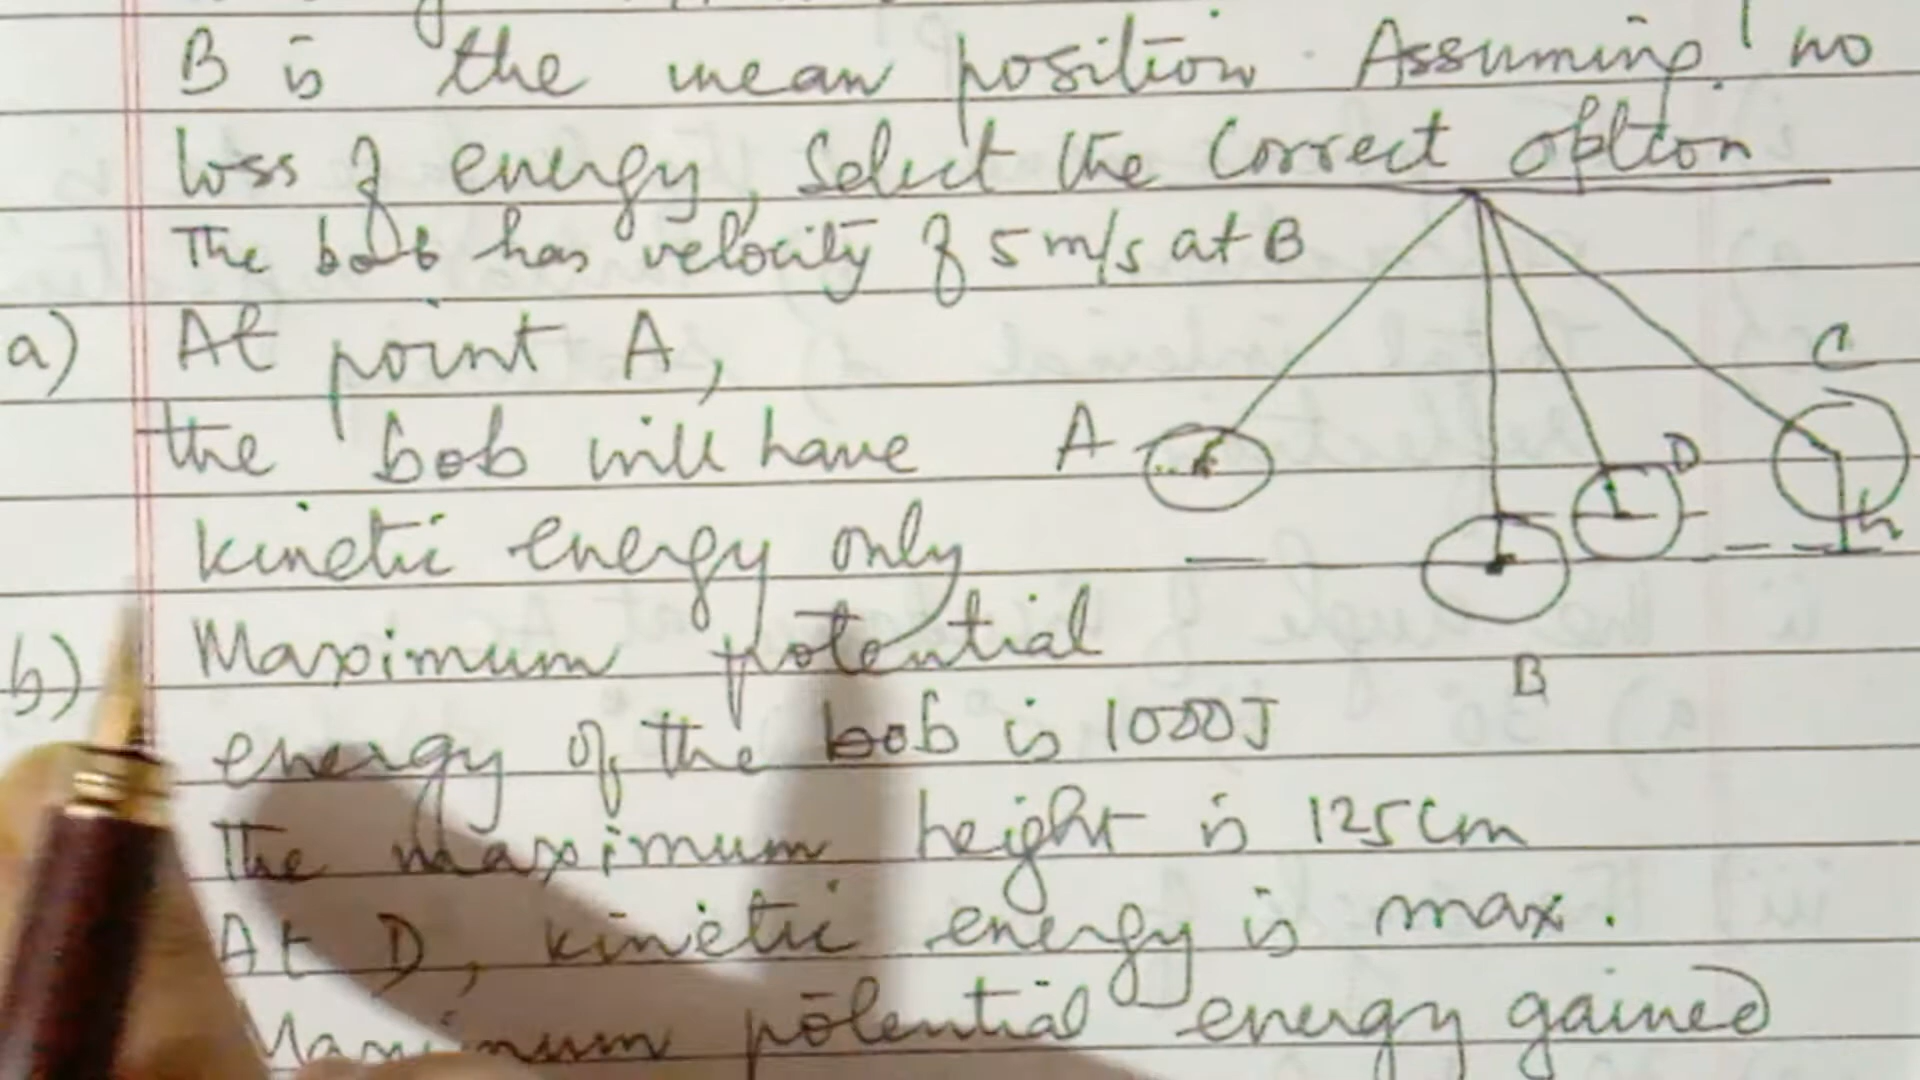 B is the mean position. Assuming no
loss of energy, Select the Correct option
The bob has velocity of 5 m/s at B
a) At point A,
the bob will have
kinetic energy only
b) Maximum potential
energy of the bob is 1000J
The maximum height is 125cm
At D, kinetic energy is max.
Maximum potential energy gained
A
B
C
D
h